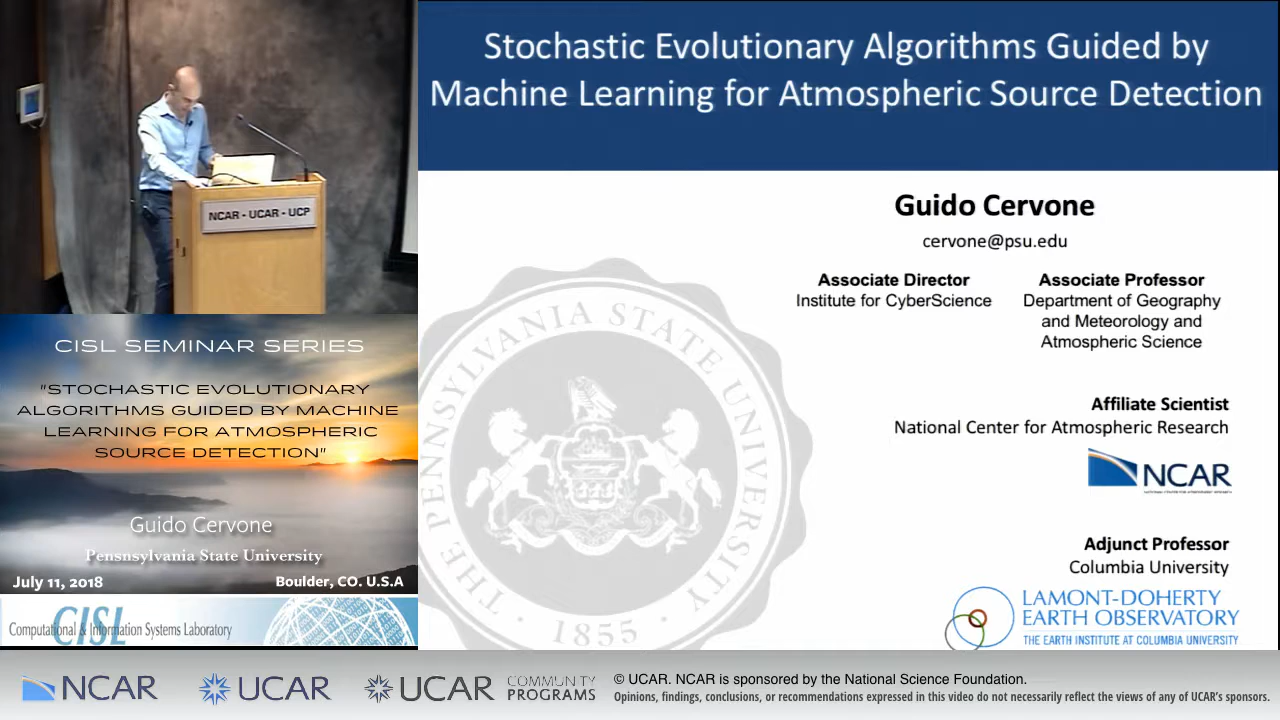 Stochastic Evolutionary Algorithms Guided by
Machine Learning for Atmospheric Source Detection
NCAR - UCAR - UCP
Guido Cervone
cervone@psu.edu
Associate Director
Institute for CyberScience
Associate Professor
Department of Geography
and Meteorology and
Atmospheric Science
Affiliate Scientist
National Center for Atmospheric Research
NCAR
NATIONAL CENTER FOR ATMOSPHERIC RESEARCH
Adjunct Professor
Columbia University
LAMONT-DOHERTY
EARTH OBSERVATORY
THE EARTH INSTITUTE AT COLUMBIA UNIVERSITY
THE PENNSYLVANIA STATE UNIVERSITY
· 1855 ·
CISL SEMINAR SERIES
"STOCHASTIC EVOLUTIONARY
ALGORITHMS GUIDED BY MACHINE
LEARNING FOR ATMOSPHERIC
SOURCE DETECTION"
Guido Cervone
Pensnsylvania State University
July 11, 2018
Boulder, CO. U.S.A
CISL
Computational & Information Systems Laboratory
NCAR
UCAR
UCAR
COMMUNITY
PROGRAMS
© UCAR. NCAR is sponsored by the National Science Foundation.
Opinions, findings, conclusions, or recommendations expressed in this video do not necessarily reflect the views of any of UCAR's sponsors.